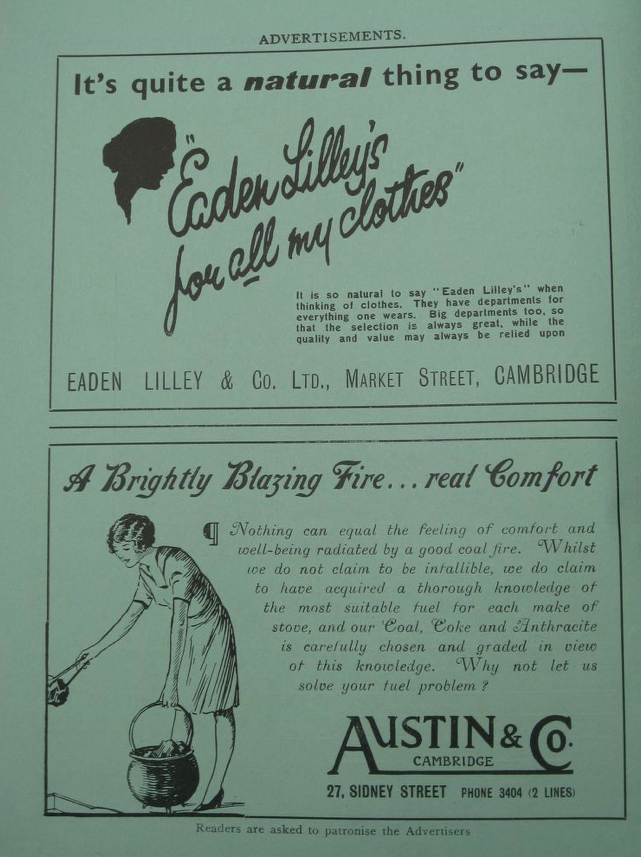 ADVERTISEMENTS.
It's quite a natural thing to say—
"Eaden Lilley's
for all my clothes"
It is so natural to say "Eaden Lilley's" when
thinking of clothes. They have departments for
everything one wears. Big departments too, so
that the selection is always great, while the
quality and value may always be relied upon
EADEN LILLEY & Co. LTD., MARKET STREET, CAMBRIDGE
A Brightly Blazing Fire... real Comfort
¶ Nothing can equal the feeling of comfort and
well-being radiated by a good coal fire. Whilst
we do not claim to be infallible, we do claim
to have acquired a thorough knowledge of
the most suitable fuel for each make of
stove, and our Coal, Coke and Anthracite
is carefully chosen and graded in view
of this knowledge. Why not let us
solve your fuel problem?
AUSTIN & Co.
CAMBRIDGE
27, SIDNEY STREET PHONE 3404 (2 LINES)
Readers are asked to patronise the Advertisers